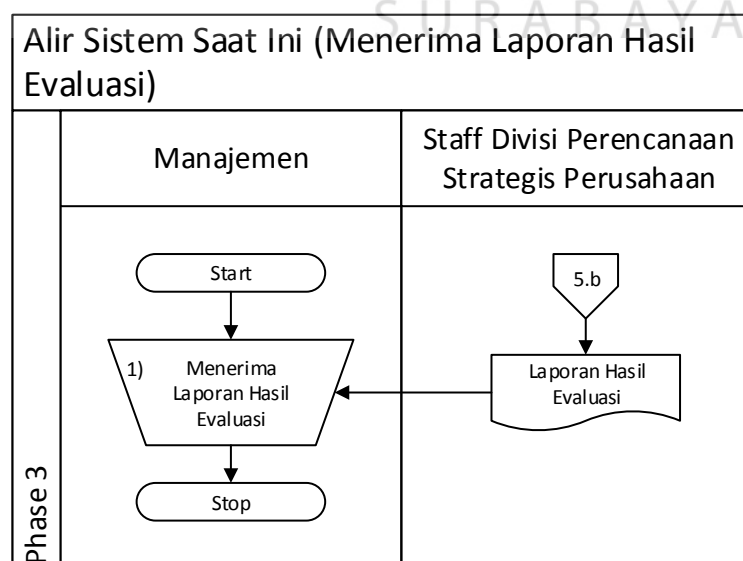 SURABAYA
Alir Sistem Saat Ini (Menerima Laporan Hasil
Evaluasi)
Manajemen
Staff Divisi Perencanaan
Strategis Perusahaan
Phase 3
Start
1) Menerima
Laporan Hasil
Evaluasi
Stop
5.b
Laporan Hasil
Evaluasi